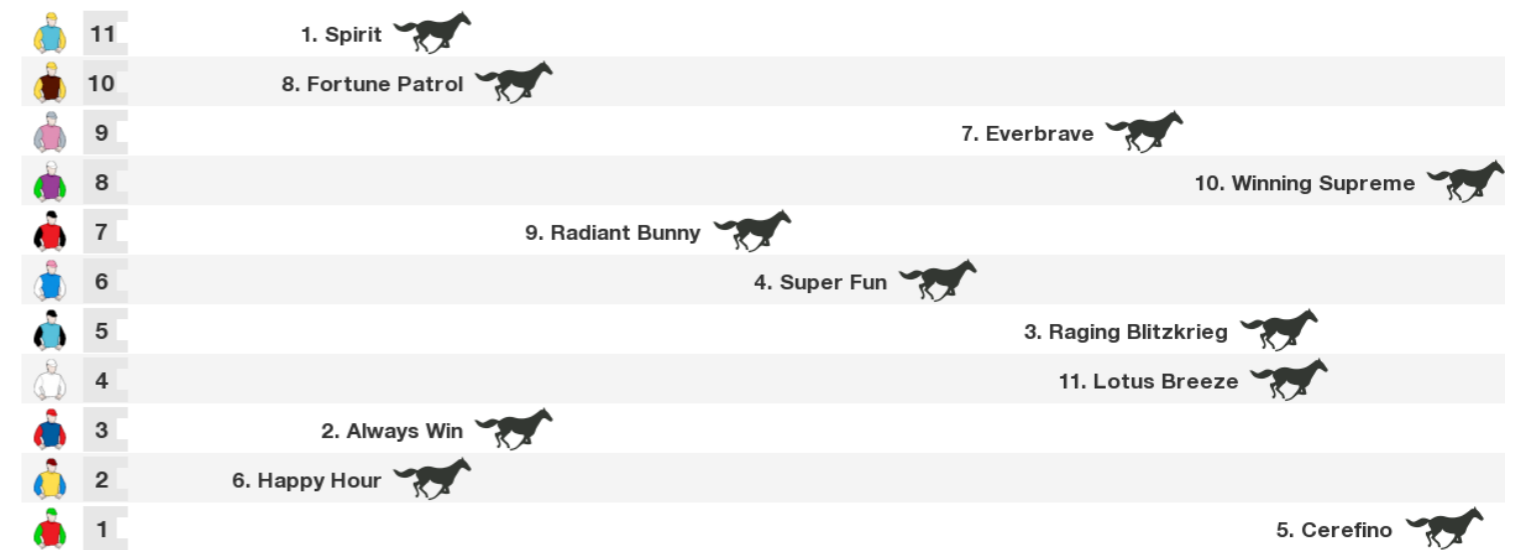 11 1. Spirit
10 8. Fortune Patrol
9 7. Everbrave
8 10. Winning Supreme
7 9. Radiant Bunny
6 4. Super Fun
5 3. Raging Blitzkrieg
4 11. Lotus Breeze
3 2. Always Win
2 6. Happy Hour
1 5. Cerefino